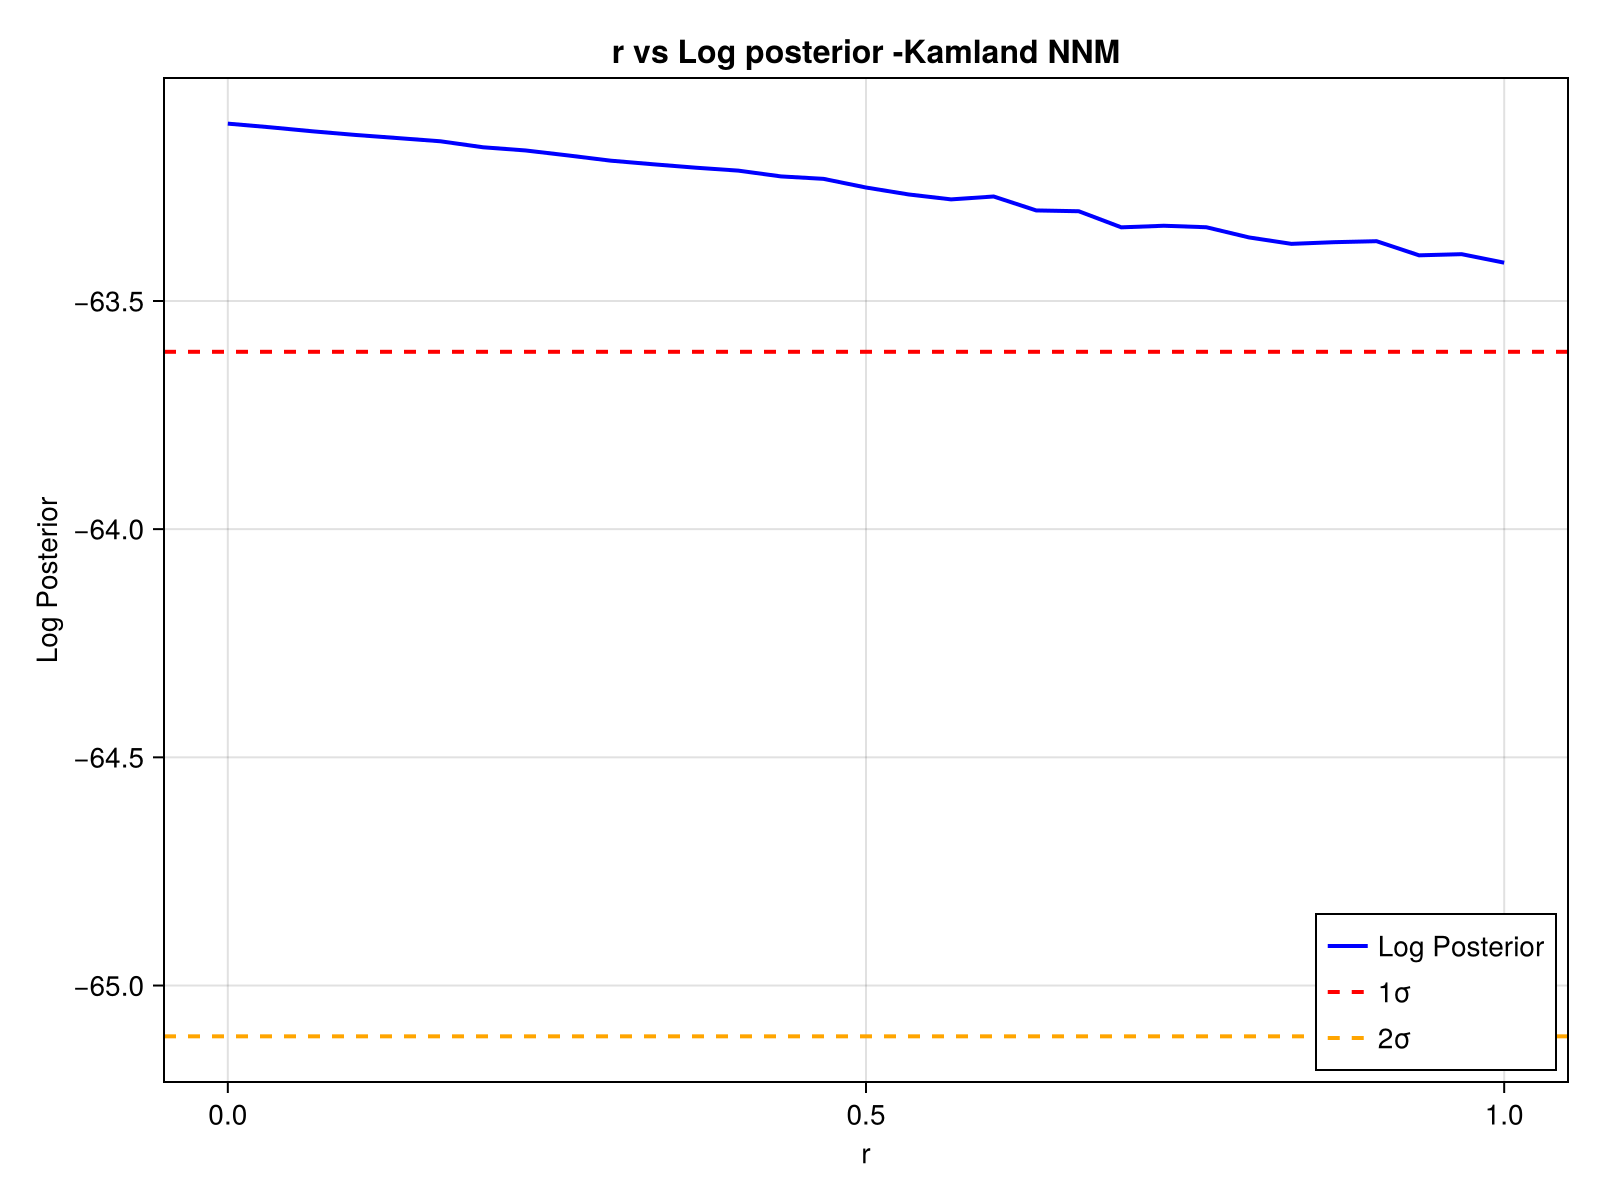 r vs Log posterior -Kamland NNM
Log Posterior
−63.5
−64.0
−64.5
−65.0
Log Posterior
1σ
2σ
0.0
0.5
1.0
r